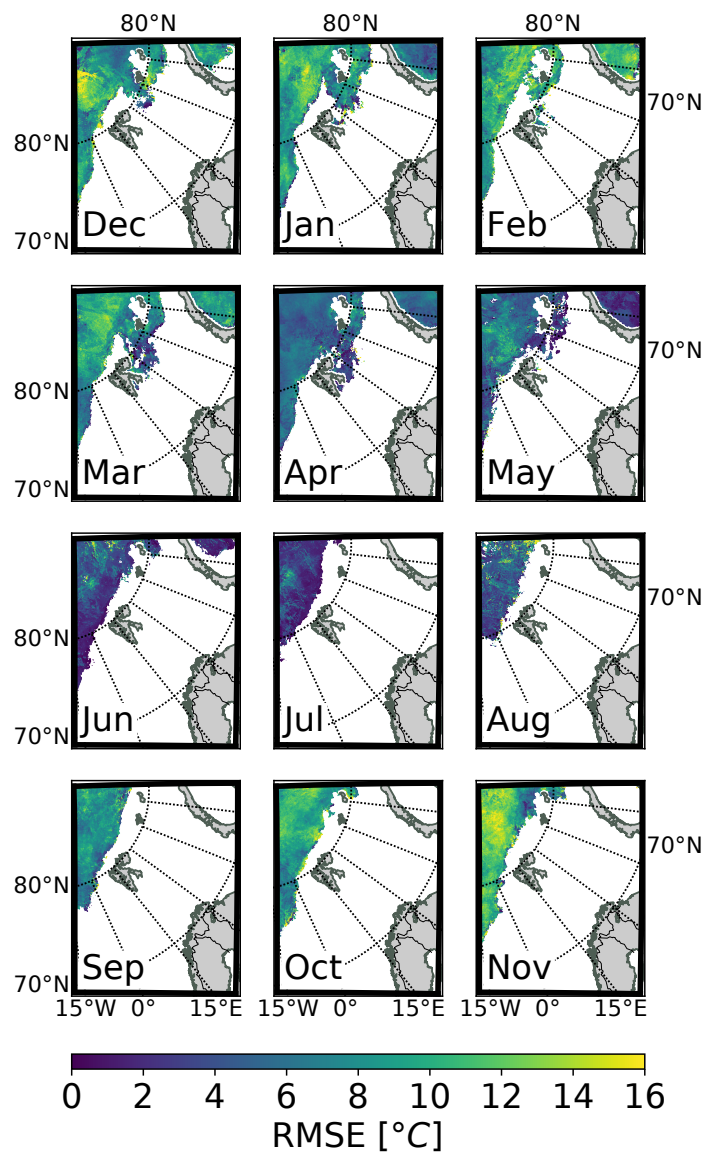 80°N 80°N 80°N
70°N
80°N
Dec Jan Feb
70°N
70°N
80°N
Mar Apr May
70°N
70°N
80°N
Jun Jul Aug
70°N
70°N
80°N
Sep Oct Nov
70°N
15°W 0° 15°E 15°W 0° 15°E 15°W 0° 15°E
0 2 4 6 8 10 12 14 16
RMSE [°C]